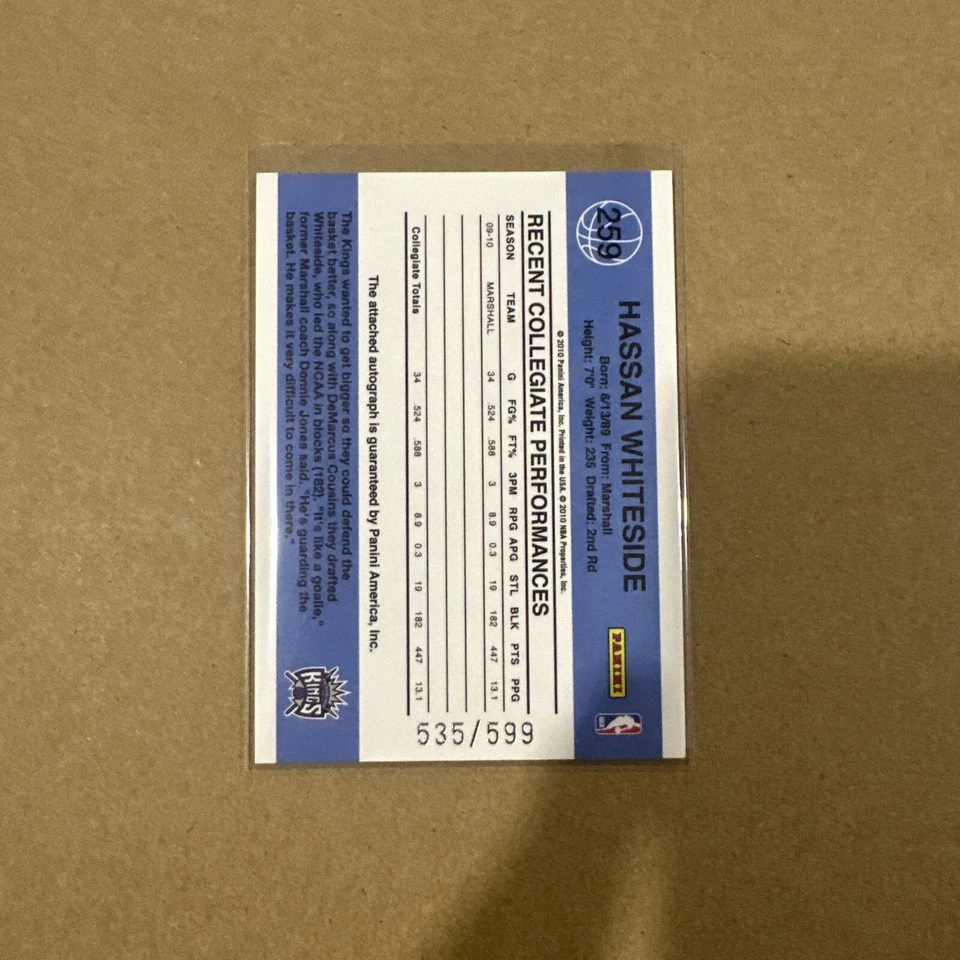 259
HASSAN WHITESIDE
Born: 6/13/89 From: Marshall
Height: 7'0" Weight: 235 Drafted: 2nd Rd
PANINI
NBA
© 2010 Panini America, Inc. Printed in the USA. © 2010 NBA Properties, Inc.
RECENT COLLEGIATE PERFORMANCES
SEASON TEAM G FG% FT% 3PM RPG APG STL BLK PTS PPG
09-10 MARSHALL 34 .524 .588 3 8.9 0.3 19 182 447 13.1
Collegiate Totals 34 .524 .588 3 8.9 0.3 19 182 447 13.1
535/599
The attached autograph is guaranteed by Panini America, Inc.
The Kings wanted to get bigger so they could defend the
basket better, so along with DeMarcus Cousins they drafted
Whiteside, who led the NCAA in blocks (182). "It's like a goalie,"
former Marshall coach Donnie Jones said. "He's guarding the
basket. He makes it very difficult to come in there."
KINGS